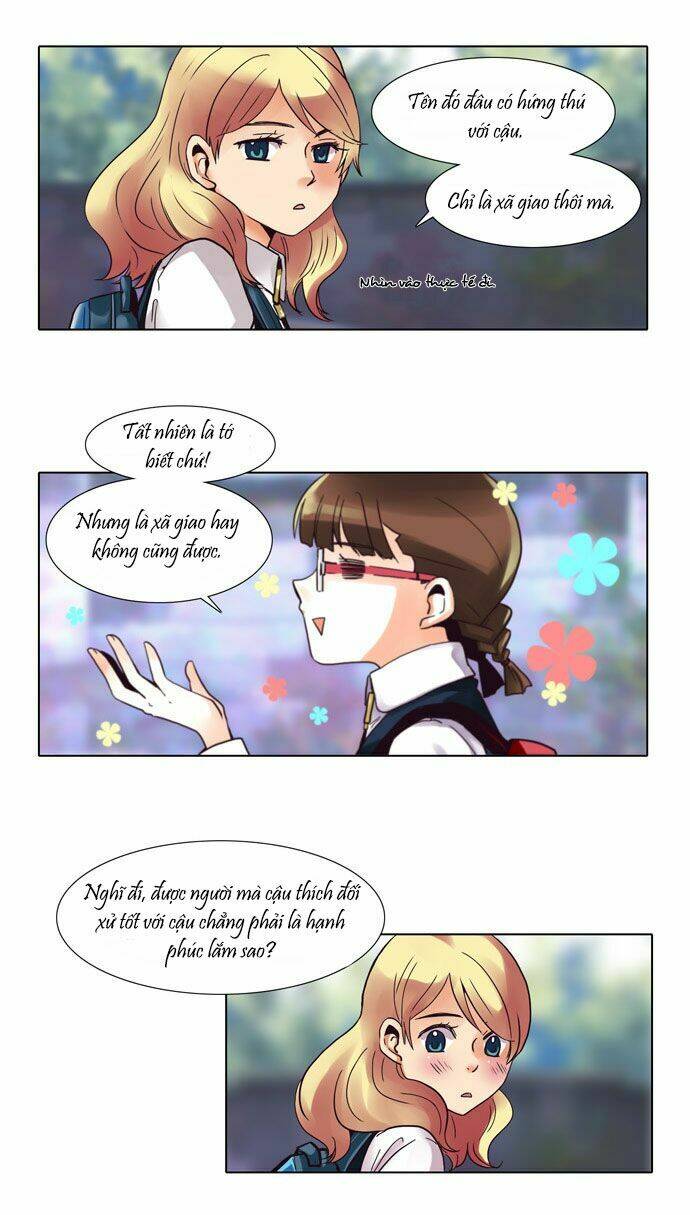 Tên đó đâu có hứng thú
với cậu.
Chỉ là xã giao thôi mà.
Nhìn vào thực tế đi.
Tất nhiên là tớ
biết chứ!
Nhưng là xã giao hay
không cũng được.
Nghĩ đi, được người mà cậu thích đối
xử tốt với cậu chẳng phải là hạnh
phúc lắm sao?